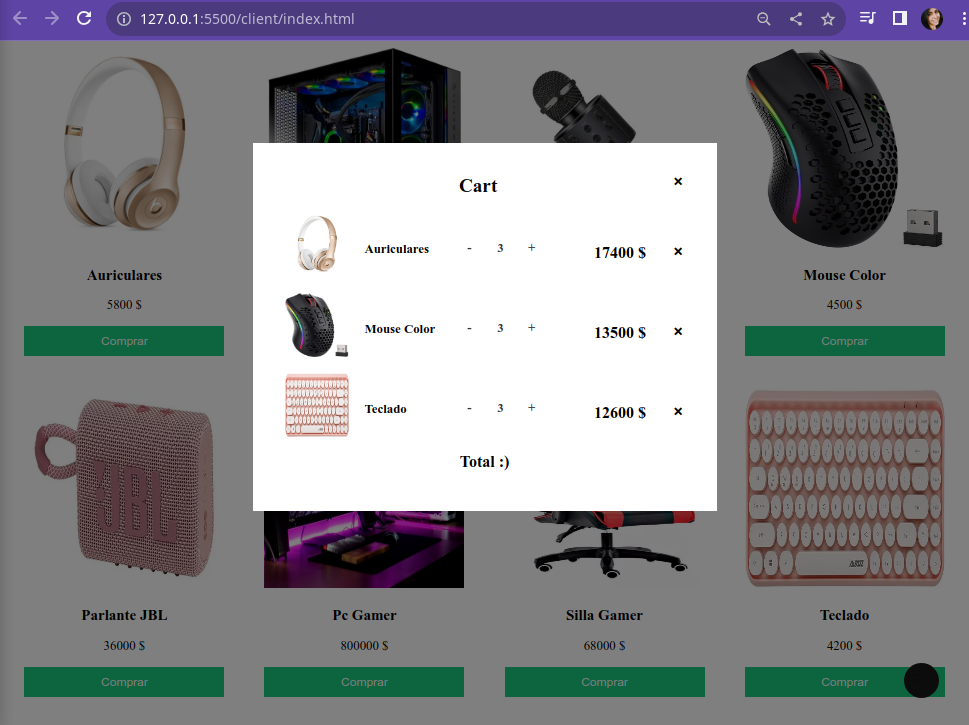 127.0.0.1:5500/client/index.html
Cart ×
Auriculares - 3 + 17400 $ ×
Mouse Color - 3 + 13500 $ ×
Teclado - 3 + 12600 $ ×
Total :)
Auriculares
5800 $
Comprar
Mouse Color
4500 $
Comprar
JBL
Parlante JBL
36000 $
Comprar
Pc Gamer
800000 $
Comprar
Silla Gamer
68000 $
Comprar
Teclado
4200 $
Comprar